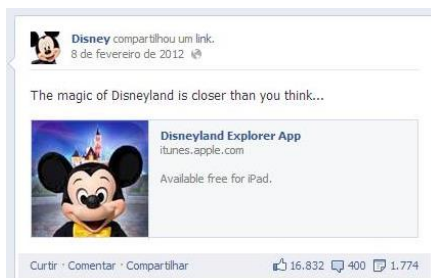 Disney compartilhou um link.
8 de fevereiro de 2012
The magic of Disneyland is closer than you think...
Disneyland Explorer App
itunes.apple.com
Available free for iPad.
Curtir · Comentar · Compartilhar 16.832 400 1.774